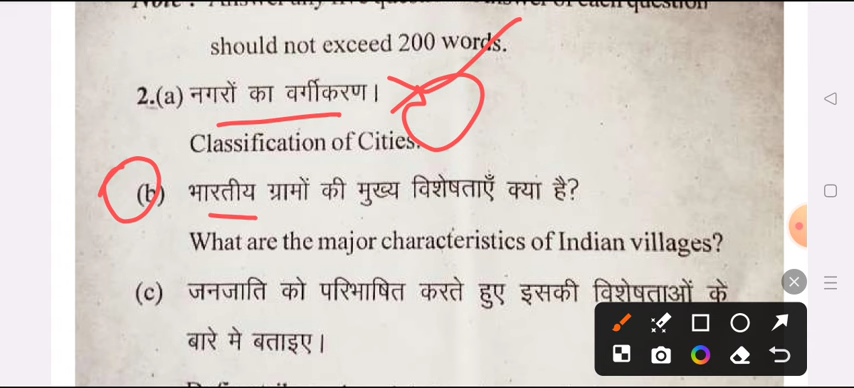 should not exceed 200 words.
2.(a) नगरों का वर्गीकरण।
Classification of Cities.
(b) भारतीय ग्रामों की मुख्य विशेषताएँ क्या है?
What are the major characteristics of Indian villages?
(c) जनजाति को परिभाषित करते हुए इसकी विशेषताओं के
बारे मे बताइए।